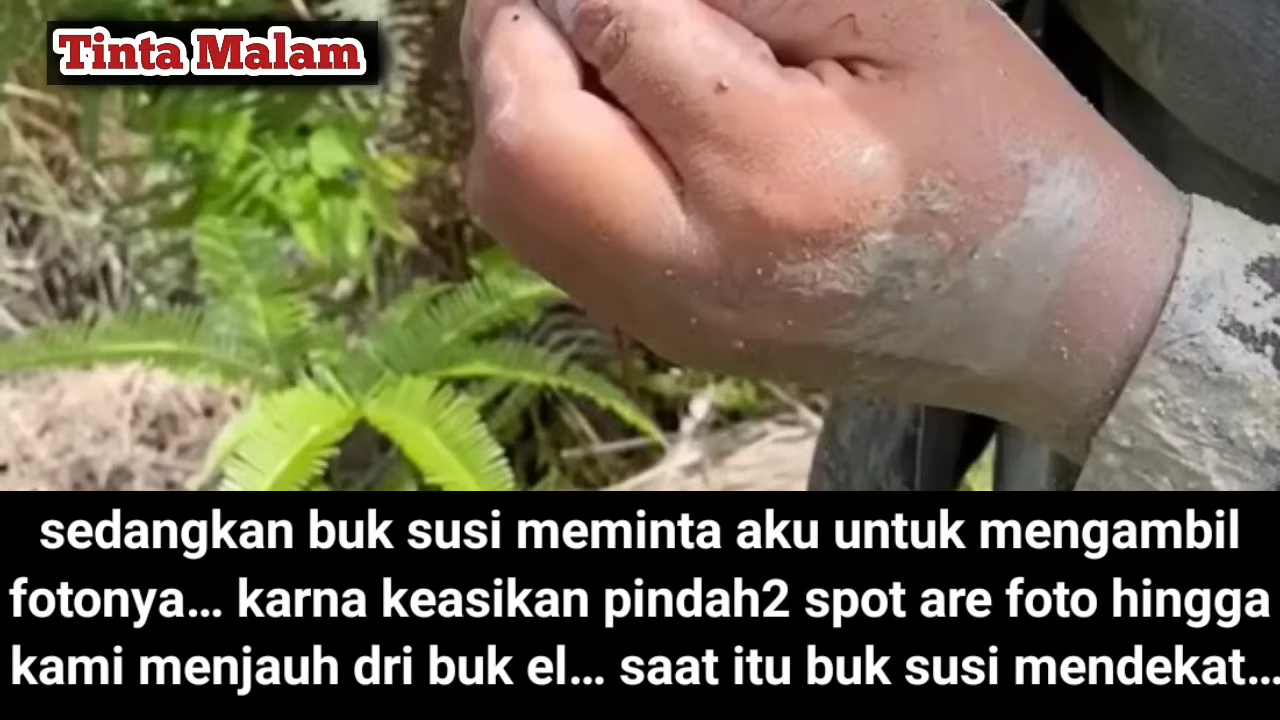 Tinta Malam
sedangkan buk susi meminta aku untuk mengambil
fotonya... karna keasikan pindah2 spot are foto hingga
kami menjauh dri buk el... saat itu buk susi mendekat...